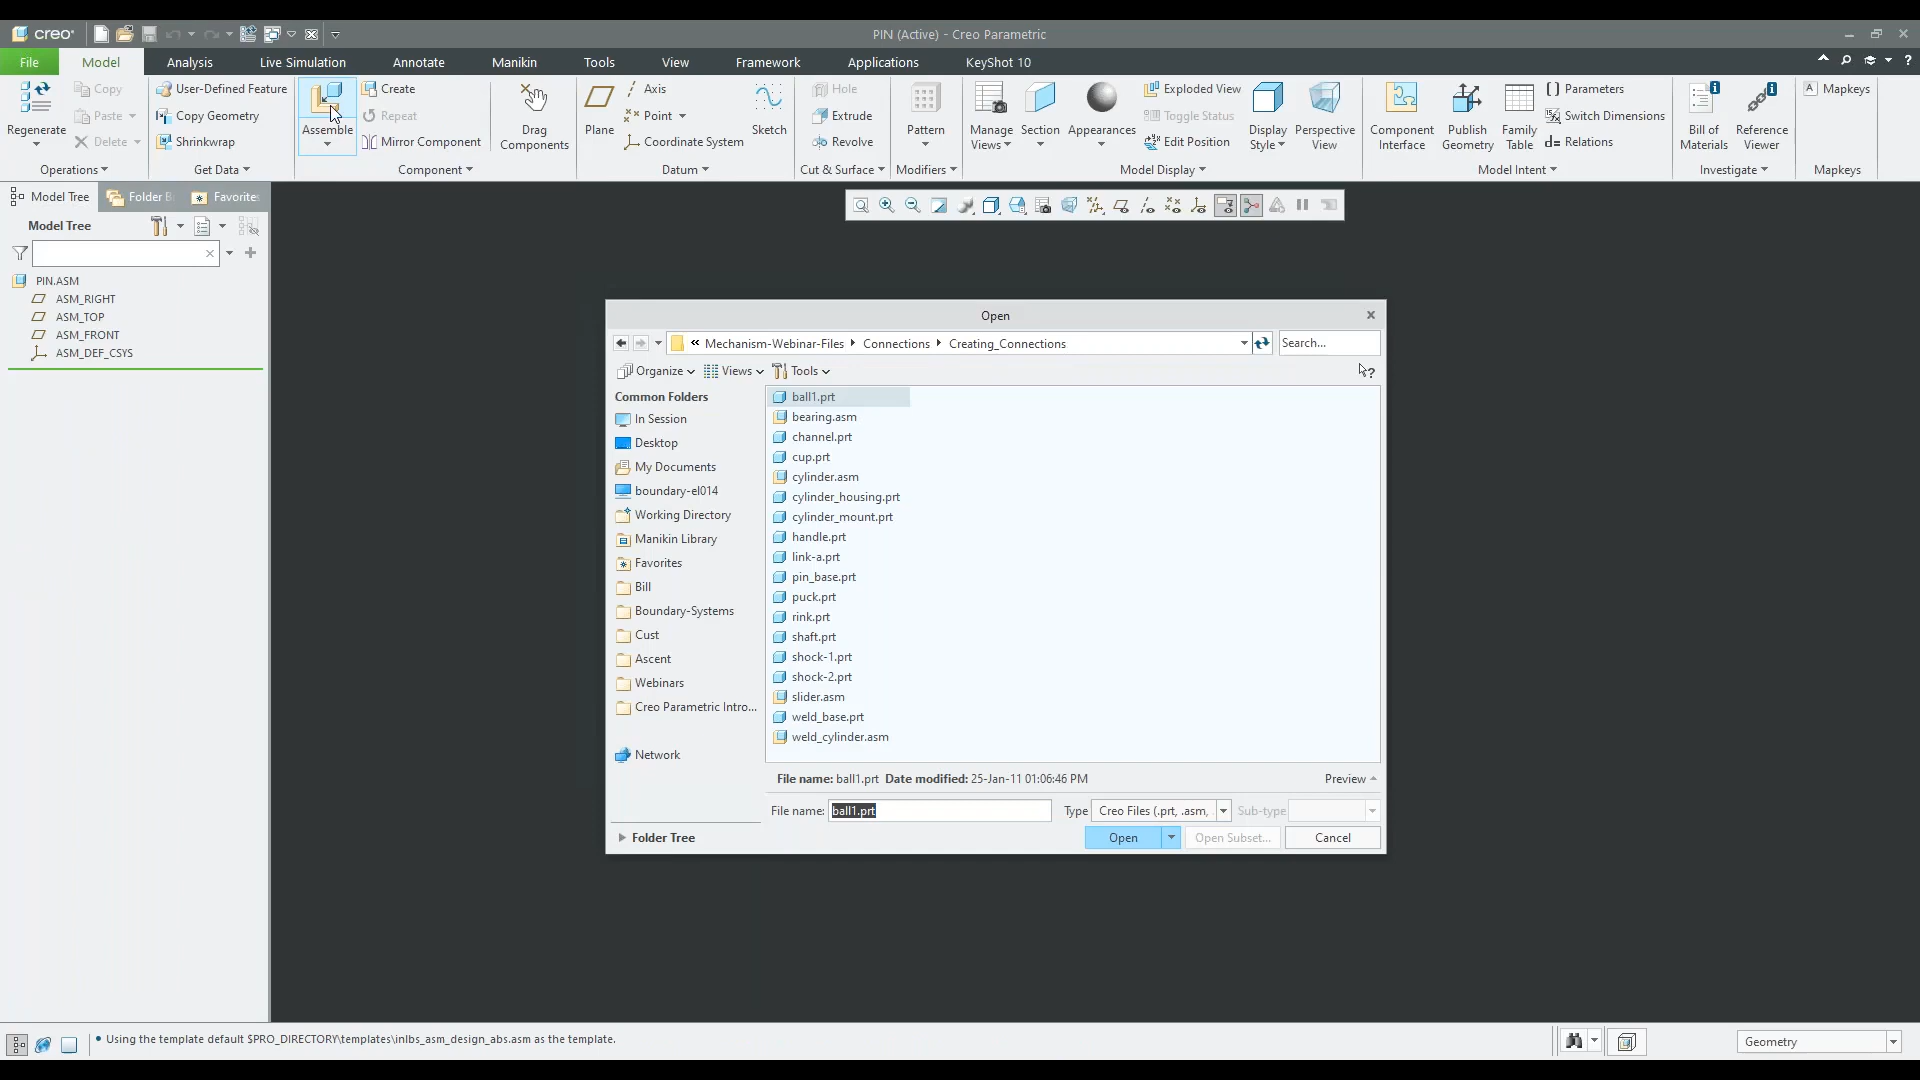 creo
PIN (Active) - Creo Parametric
File Model Analysis Live Simulation Annotate Manikin Tools View Framework Applications KeyShot 10
Regenerate
Copy
Paste
Delete
Operations
User-Defined Feature
Copy Geometry
Shrinkwrap
Get Data
Assemble
Create
Repeat
Mirror Component
Component
Drag
Components
Plane
Axis
Point
Coordinate System
Sketch
Datum
Hole
Extrude
Revolve
Cut & Surface
Pattern
Modifiers
Manage
Views
Section
Appearances
Exploded View
Toggle Status
Edit Position
Display
Style
Perspective
View
Model Display
Component
Interface
Publish
Geometry
Family
Table
Parameters
Switch Dimensions
d= Relations
Model Intent
Bill of
Materials
Reference
Viewer
Investigate
Mapkeys
Mapkeys
Model Tree Folder B Favorites
Model Tree
PIN.ASM
ASM_RIGHT
ASM_TOP
ASM_FRONT
ASM_DEF_CSYS
Open
« Mechanism-Webinar-Files Connections Creating_Connections
Search...
Organize Views Tools
Common Folders
In Session
Desktop
My Documents
boundary-el014
Working Directory
Manikin Library
Favorites
Bill
Boundary-Systems
Cust
Ascent
Webinars
Creo Parametric Intro...
Network
Folder Tree
ball1.prt
bearing.asm
channel.prt
cup.prt
cylinder.asm
cylinder_housing.prt
cylinder_mount.prt
handle.prt
link-a.prt
pin_base.prt
puck.prt
rink.prt
shaft.prt
shock-1.prt
shock-2.prt
slider.asm
weld_base.prt
weld_cylinder.asm
File name: ball1.prt Date modified: 25-Jan-11 01:06:46 PM
Preview
File name: ball1.prt
Type Creo Files (.prt, .asm,
Sub-type
Open
Open Subset...
Cancel
• Using the template default $PRO_DIRECTORY\templates\inlbs_asm_design_abs.asm as the template.
Geometry